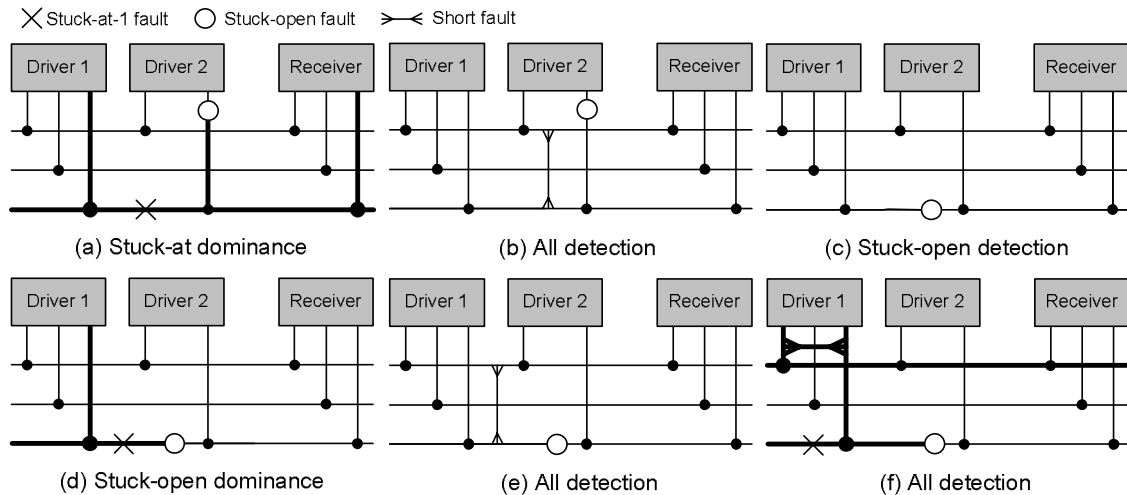 Stuck-at-1 fault Stuck-open fault Short fault
Driver 1 Driver 2 Receiver Driver 1 Driver 2 Receiver Driver 1 Driver 2 Receiver
(a) Stuck-at dominance (b) All detection (c) Stuck-open detection
Driver 1 Driver 2 Receiver Driver 1 Driver 2 Receiver Driver 1 Driver 2 Receiver
(d) Stuck-open dominance (e) All detection (f) All detection